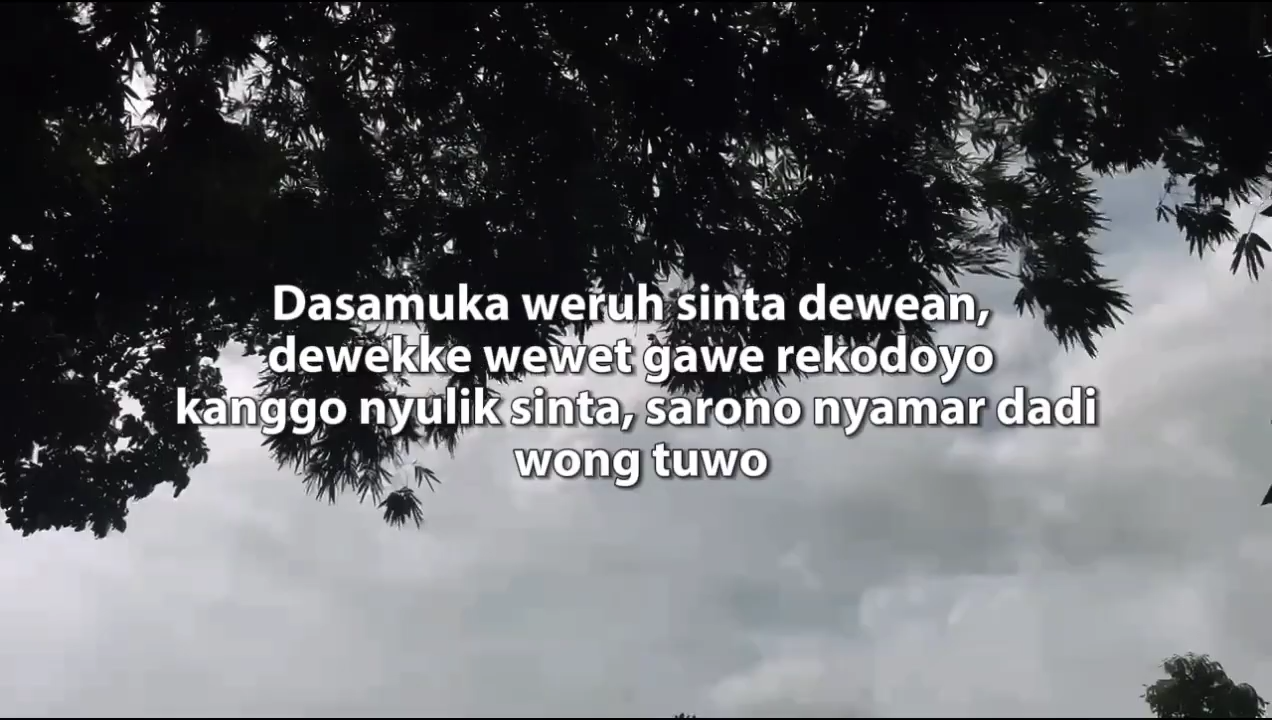 Dasamuka weruh sinta dewean,
dewekke wewet gawe rekodoyo
kanggo nyulik sinta, sarono nyamar dadi
wong tuwo